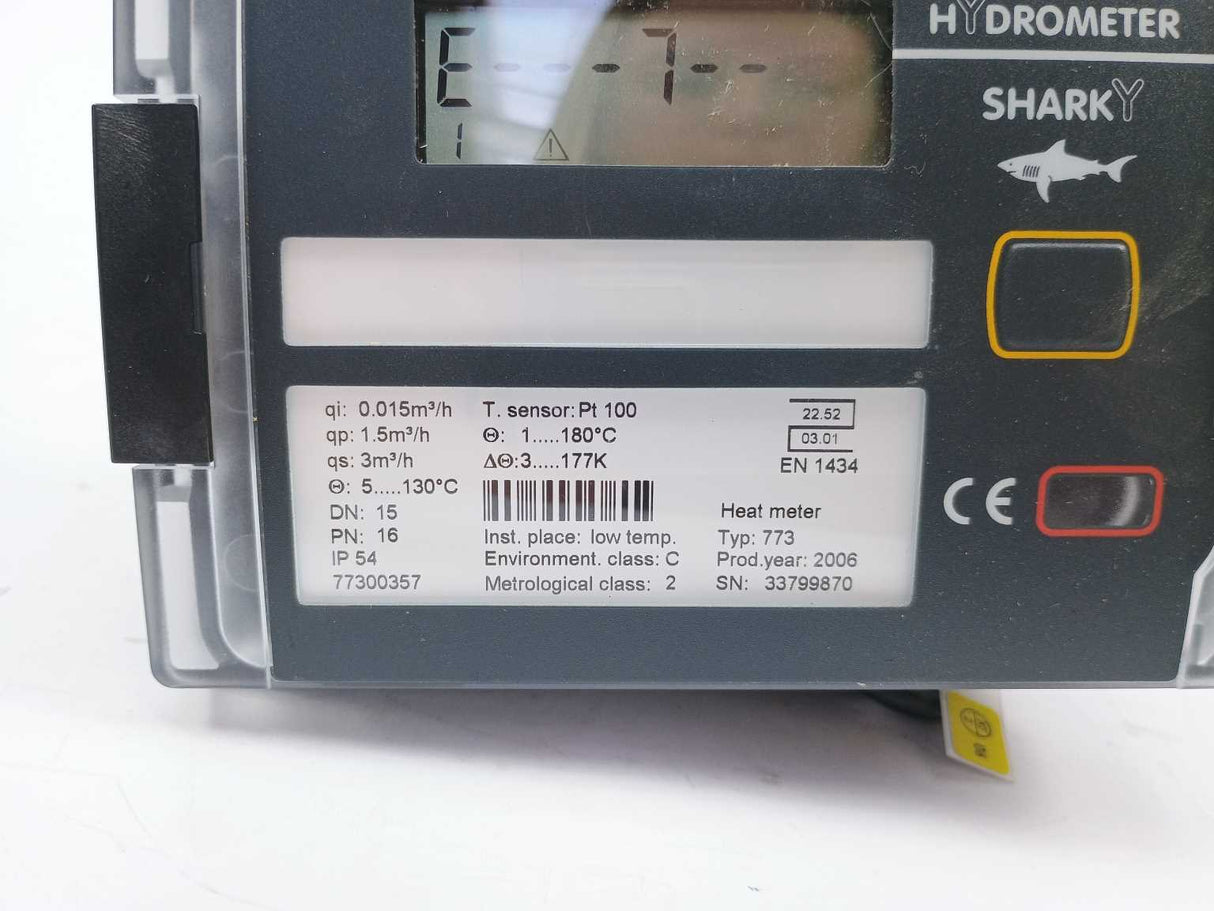 HYDROMETER
E---7--
1
SHARKY
qi: 0.015m³/h
qp: 1.5m³/h
qs: 3m³/h
Θ: 5.....130°C
DN: 15
PN: 16
IP 54
77300357
T. sensor: Pt 100
Θ: 1.....180°C
ΔΘ:3.....177K
Inst. place: low temp.
Environment. class: C
Metrological class: 2
22.52
03.01
EN 1434
Heat meter
Typ: 773
Prod.year: 2006
SN: 33799870
CE